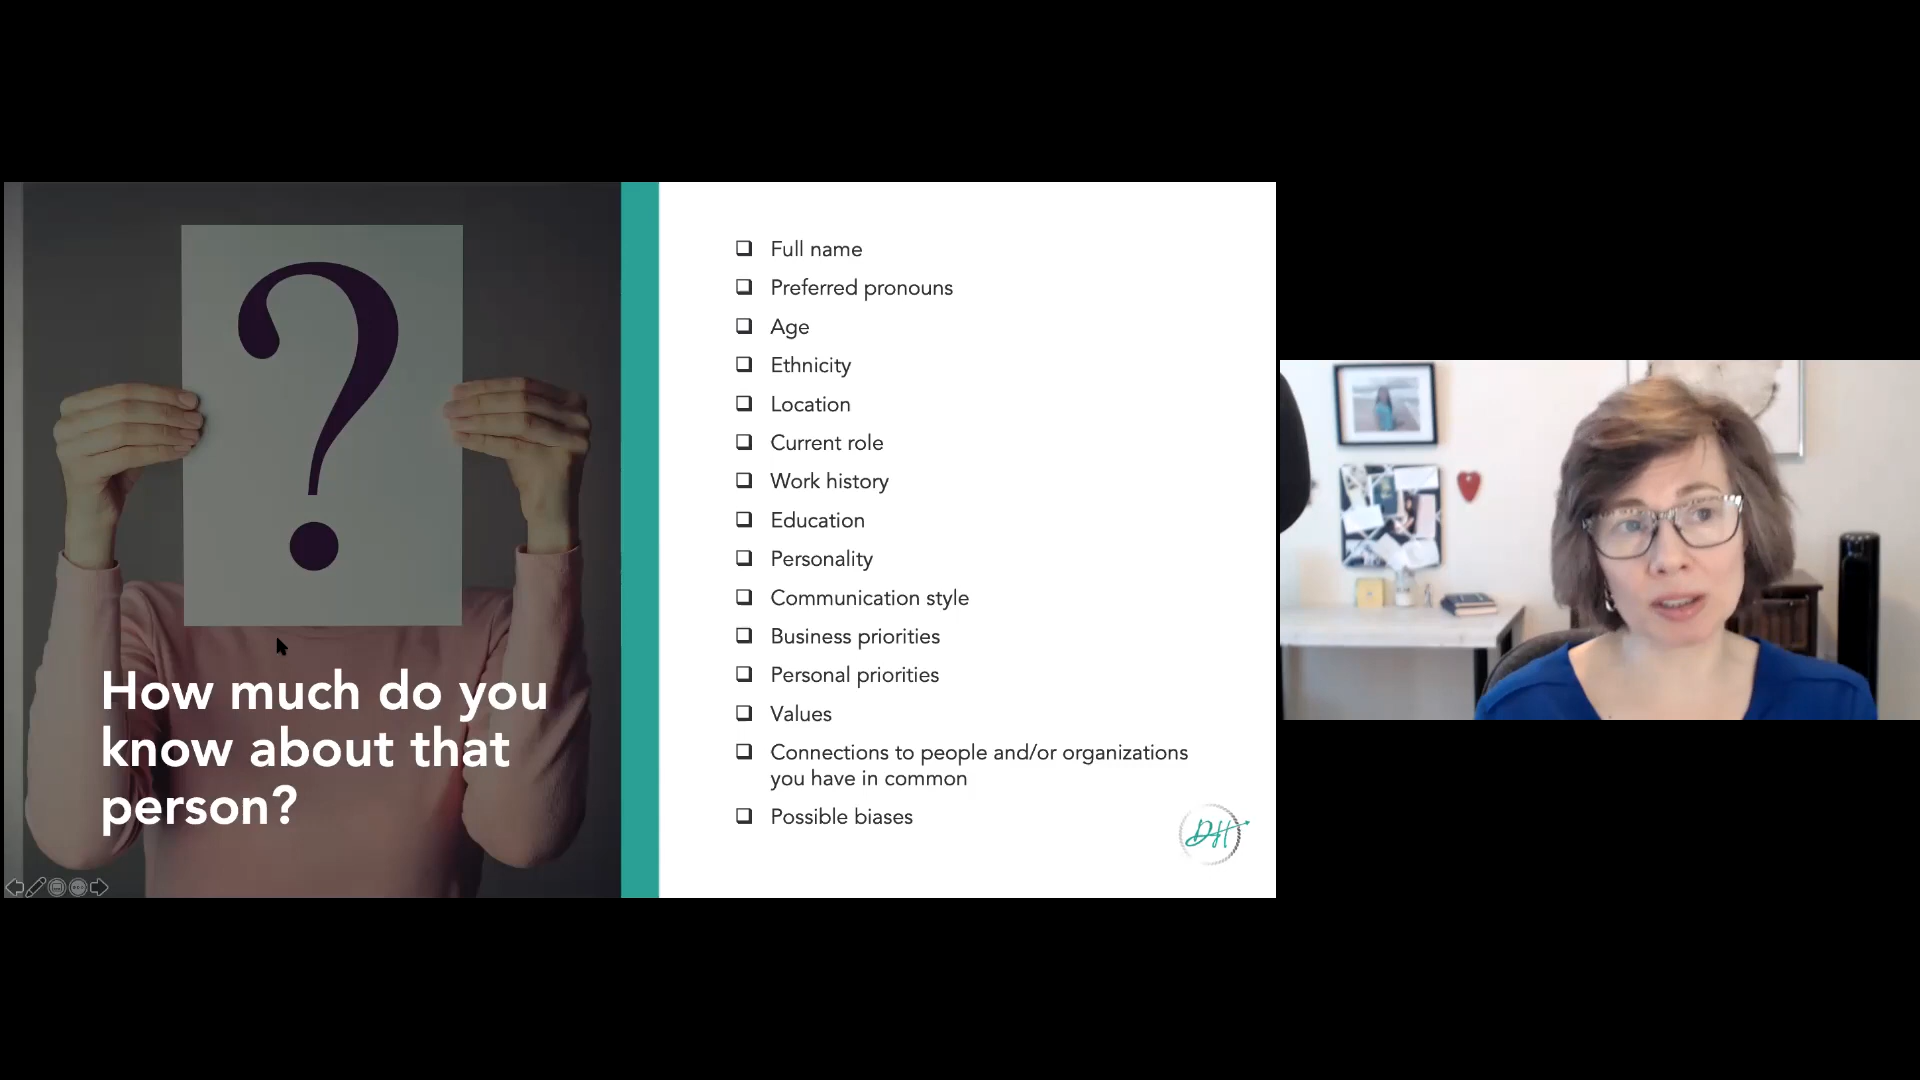 ?
How much do you
know about that
person?
Full name
Preferred pronouns
Age
Ethnicity
Location
Current role
Work history
Education
Personality
Communication style
Business priorities
Personal priorities
Values
Connections to people and/or organizations
you have in common
Possible biases
DH